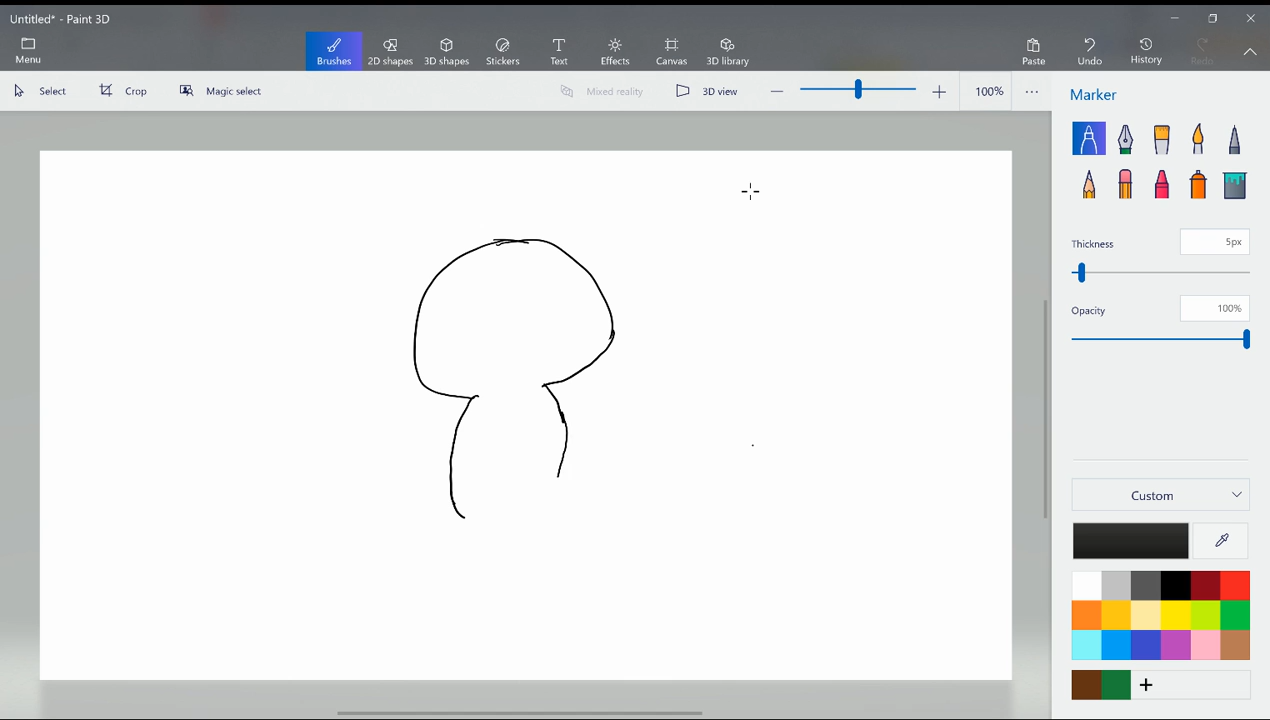 Untitled* - Paint 3D
Menu
Brushes
2D shapes
3D shapes
Stickers
Text
Effects
Canvas
3D library
Paste
Undo
History
Redo
Select
Crop
Magic select
Mixed reality
3D view
100%
Marker
Thickness
5px
Opacity
100%
Custom